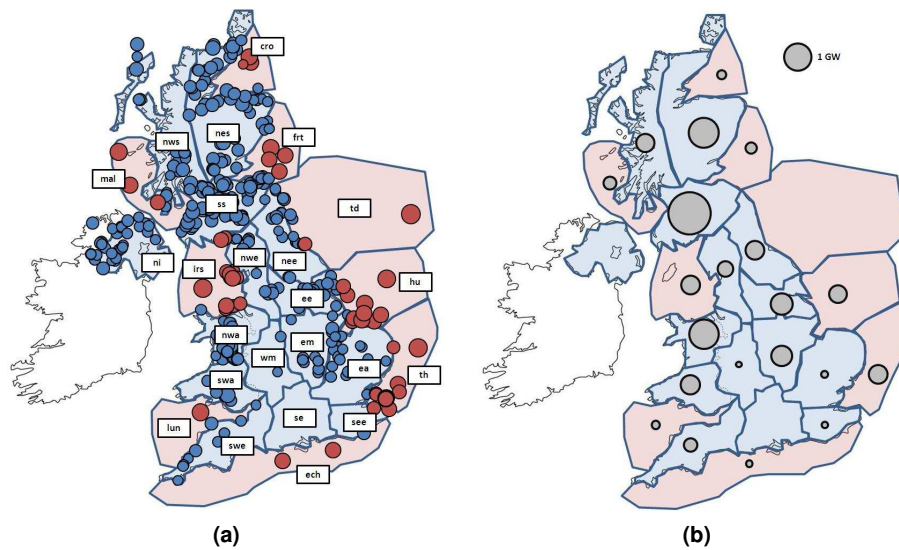 cro
1 GW
nes
frt
nws
mal
ss
td
ni
irs
nwe
nee
hu
ee
nwa
em
wm
ea
swa
th
lun
se
see
swe
ech
(a)
(b)